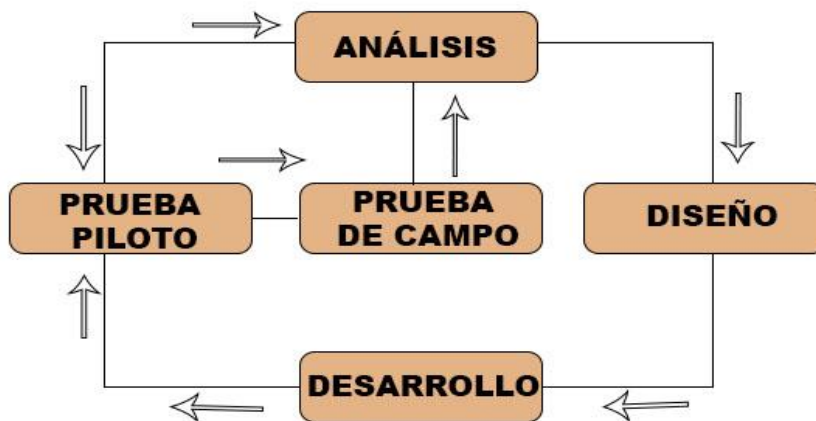 ANÁLISIS
PRUEBA
PILOTO
PRUEBA
DE CAMPO
DISEÑO
DESARROLLO